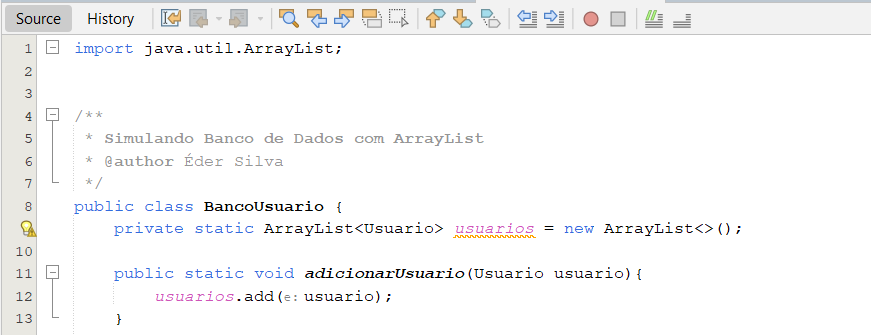 Source History
1 import java.util.ArrayList;
2
3
4 /**
5 * Simulando Banco de Dados com ArrayList
6 * @author Éder Silva
7 */
8 public class BancoUsuario {
private static ArrayList<Usuario> usuarios = new ArrayList<>();
10
11 public static void adicionarUsuario(Usuario usuario){
12 usuarios.add(e: usuario);
13 }